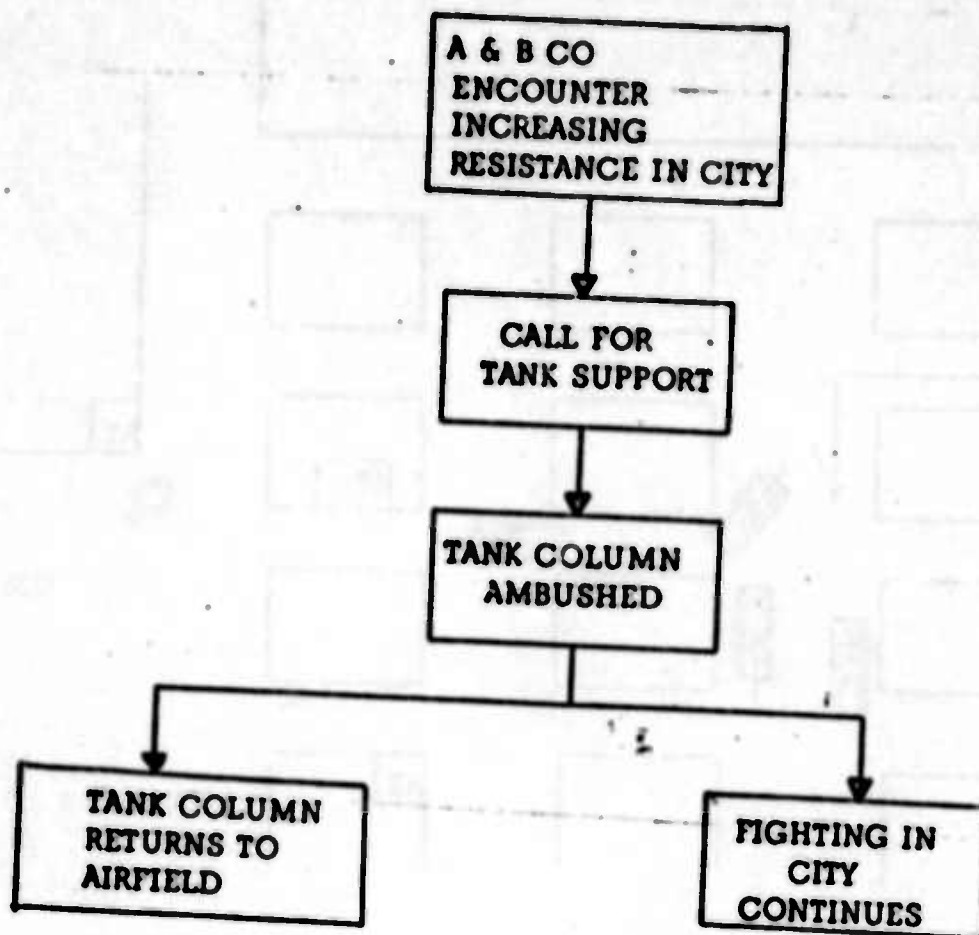 A & B CO
ENCOUNTER
INCREASING
RESISTANCE IN CITY
CALL FOR
TANK SUPPORT
TANK COLUMN
AMBUSHED
TANK COLUMN
RETURNS TO
AIRFIELD
FIGHTING IN
CITY
CONTINUES